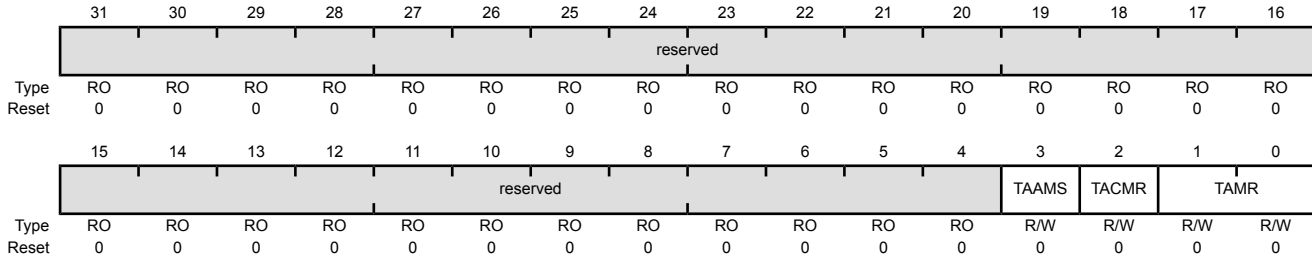 31 30 29 28 27 26 25 24 23 22 21 20 19 18 17 16
reserved
Type RO RO RO RO RO RO RO RO RO RO RO RO RO RO RO RO
Reset 0 0 0 0 0 0 0 0 0 0 0 0 0 0 0 0
15 14 13 12 11 10 9 8 7 6 5 4 3 2 1 0
reserved TAAMS TACMR TAMR
Type RO RO RO RO RO RO RO RO RO RO RO RO R/W R/W R/W R/W
Reset 0 0 0 0 0 0 0 0 0 0 0 0 0 0 0 0